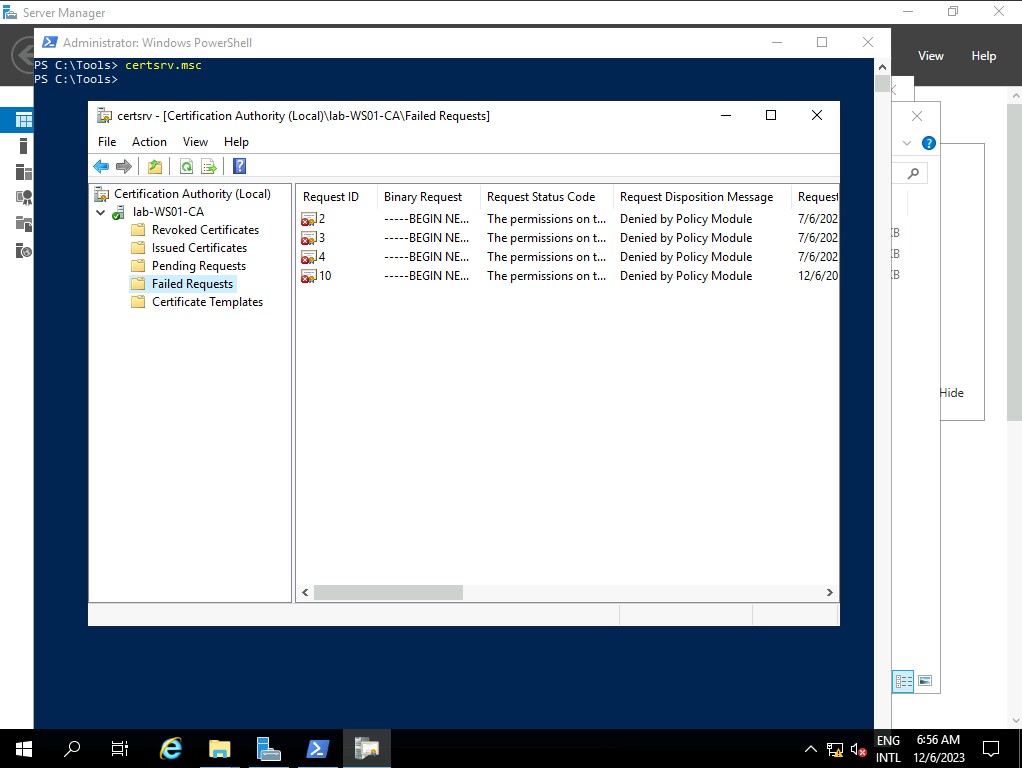 Server Manager
Administrator: Windows PowerShell
View Help
PS C:\Tools> certsrv.msc
PS C:\Tools>
certsrv - [Certification Authority (Local)\lab-WS01-CA\Failed Requests]
File Action View Help
Certification Authority (Local)
lab-WS01-CA
Revoked Certificates
Issued Certificates
Pending Requests
Failed Requests
Certificate Templates
Request ID Binary Request Request Status Code Request Disposition Message Request
2 -----BEGIN NE... The permissions on t... Denied by Policy Module 7/6/202
3 -----BEGIN NE... The permissions on t... Denied by Policy Module 7/6/202
4 -----BEGIN NE... The permissions on t... Denied by Policy Module 7/6/202
10 -----BEGIN NE... The permissions on t... Denied by Policy Module 12/6/20
KB
KB
KB
Hide
ENG
INTL
6:56 AM
12/6/2023